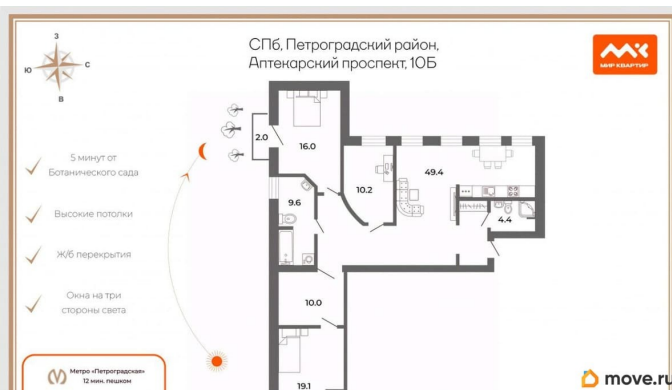 СПб, Петроградский район,
Аптекарский проспект, 10Б
МИР КВАРТИР
З
Ю
С
В
5 минут от
Ботанического сада
Высокие потолки
Ж/б перекрытия
Окна на три
стороны света
Метро «Петроградская»
12 мин. пешком
2.0
16.0
10.2
49.4
9.6
4.4
10.0
19.1
move.ru